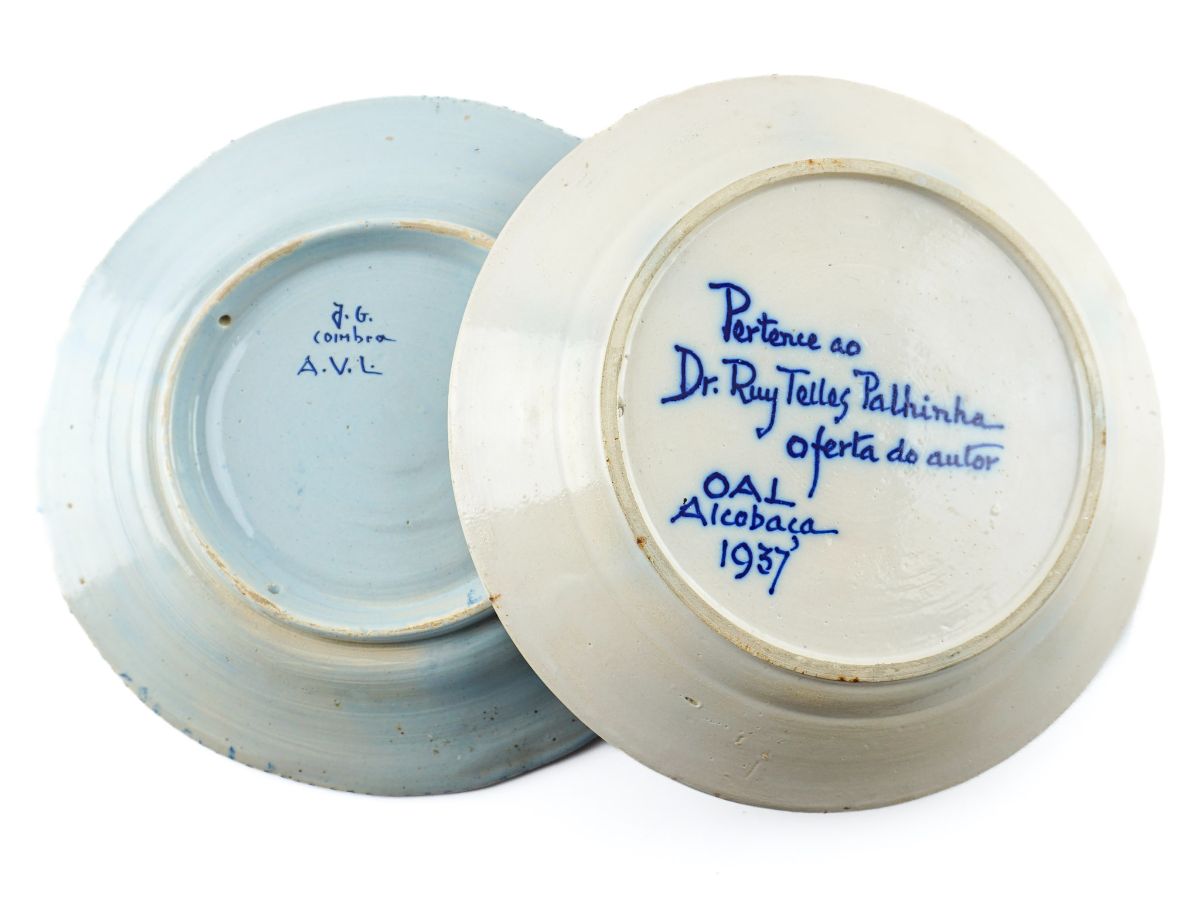 J.G.
coimbra
A.V.L
Pertence ao
Dr. Ruy Telles Palhinha
oferta do autor
OAL
Alcobaça
1937